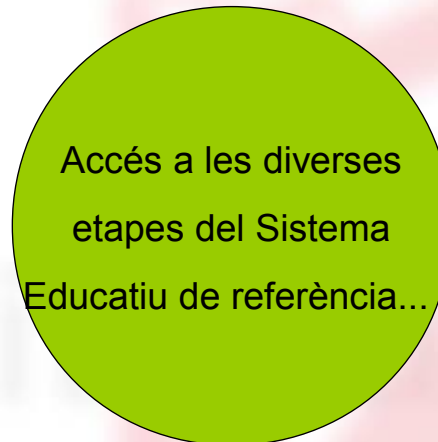 Accés a les diverses
etapes del Sistema
Educatiu de referència...